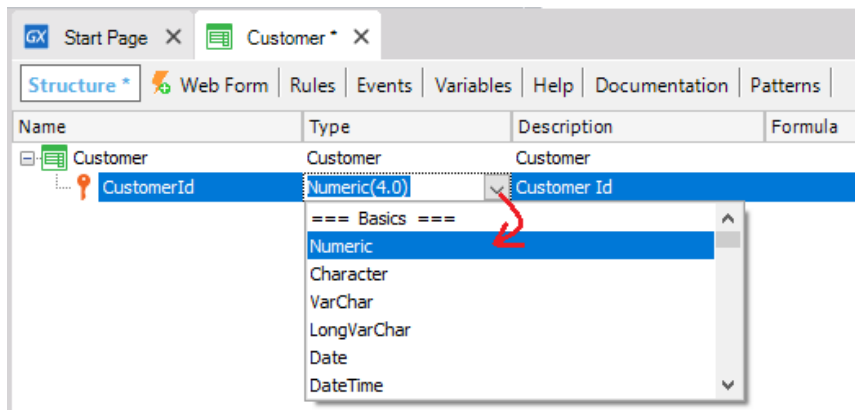 GX Start Page Customer*
Structure * Web Form Rules Events Variables Help Documentation Patterns
Name Type Description Formula
Customer Customer Customer
CustomerId Numeric(4.0) Customer Id
=== Basics ===
Numeric
Character
VarChar
LongVarChar
Date
DateTime